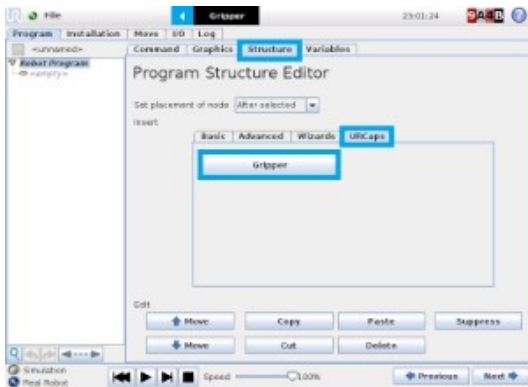 File
Gripper
23:01:24
9A4B
Program Installation Move I/O Log
<unnamed>
Command Graphics Structure Variables
Robot Program
<empty>
Program Structure Editor
Set placement of node After selected
Insert
Basic Advanced Wizards URCaps
Gripper
Edit
Move Copy Paste Suppress
Move Cut Delete
Simulation
Real Robot
Speed 100%
Previous Next